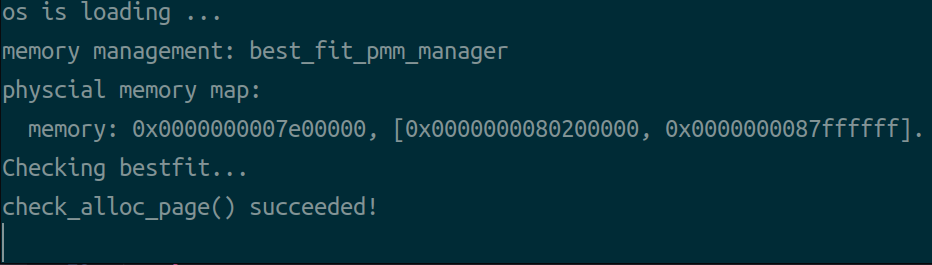 os is loading ...
memory management: best_fit_pmm_manager
physcial memory map:
  memory: 0x0000000007e00000, [0x0000000080200000, 0x0000000087ffffff].
Checking bestfit...
check_alloc_page() succeeded!